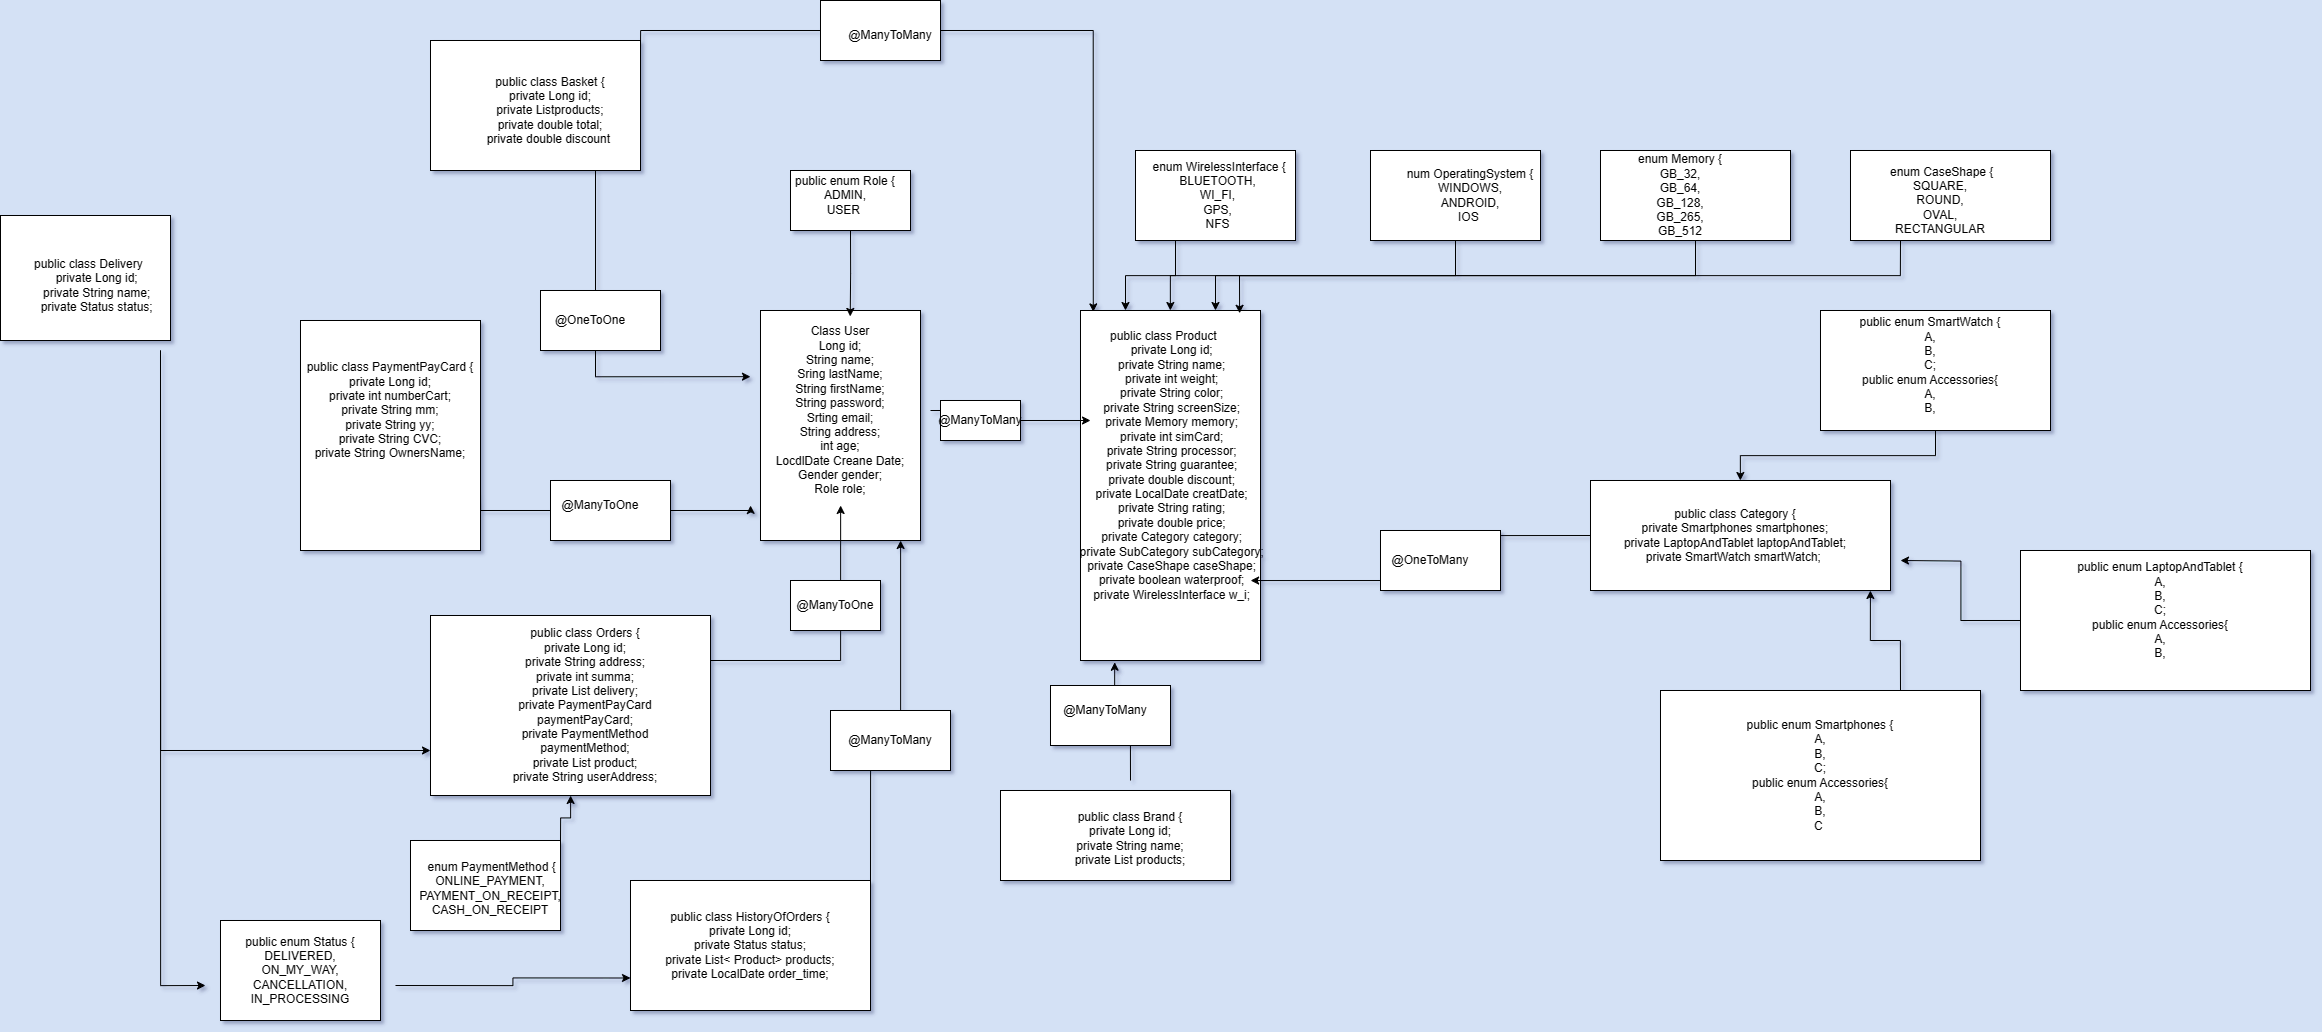 @ManyToMany
public class Basket {
private Long id;
private Listproducts;
private double total;
private double discount
public enum Role {
ADMIN,
USER
enum WirelessInterface {
BLUETOOTH,
WI_FI,
GPS,
NFS
num OperatingSystem {
WINDOWS,
ANDROID,
IOS
enum Memory {
GB_32,
GB_64,
GB_128,
GB_265,
GB_512
enum CaseShape {
SQUARE,
ROUND,
OVAL,
RECTANGULAR
public class Delivery
private Long id;
private String name;
private Status status;
@OneToOne
public class PaymentPayCard {
private Long id;
private int numberCart;
private String mm;
private String yy;
private String CVC;
private String OwnersName;
Class User
Long id;
String name;
Sring lastName;
String firstName;
String password;
Srting email;
String address;
int age;
LocdlDate Creane Date;
Gender gender;
Role role;
@ManyToMany
public class Product
private Long id;
private String name;
private int weight;
private String color;
private String screenSize;
private Memory memory;
private int simCard;
private String processor;
private String guarantee;
private double discount;
private LocalDate creatDate;
private String rating;
private double price;
private Category category;
private SubCategory subCategory;
private CaseShape caseShape;
private boolean waterproof;
private WirelessInterface w_i;
public enum SmartWatch {
A,
B,
C;
public enum Accessories{
A,
B,
@ManyToOne
@OneToMany
public class Category {
private Smartphones smartphones;
private LaptopAndTablet laptopAndTablet;
private SmartWatch smartWatch;
public enum LaptopAndTablet {
A,
B,
C;
public enum Accessories{
A,
B,
@ManyToOne
public class Orders {
private Long id;
private String address;
private int summa;
private List delivery;
private PaymentPayCard
paymentPayCard;
private PaymentMethod
paymentMethod;
private List product;
private String userAddress;
@ManyToMany
@ManyToMany
public enum Smartphones {
A,
B,
C;
public enum Accessories{
A,
B,
C
public class Brand {
private Long id;
private String name;
private List products;
enum PaymentMethod {
ONLINE_PAYMENT,
PAYMENT_ON_RECEIPT,
CASH_ON_RECEIPT
public enum Status {
DELIVERED,
ON_MY_WAY,
CANCELLATION,
IN_PROCESSING
public class HistoryOfOrders {
private Long id;
private Status status;
private List< Product> products;
private LocalDate order_time;